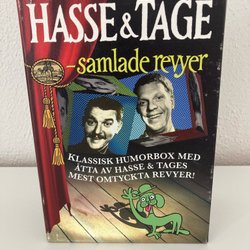 HASSE & TAGE
– samlade revyer
KLASSISK HUMORBOX MED
ÅTTA AV HASSE & TAGES
MEST OMTYCKTA REVYER!